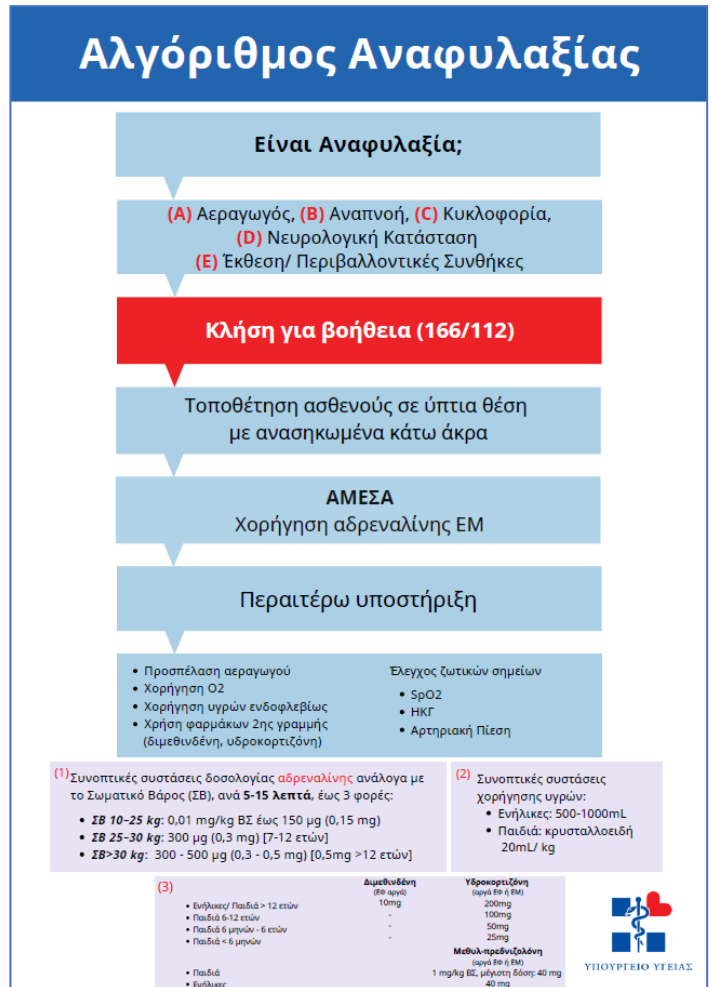 Αλγόριθμος Αναφυλαξίας
Είναι Αναφυλαξία;
(A) Αεραγωγός, (B) Αναπνοή, (C) Κυκλοφορία,
(D) Νευρολογική Κατάσταση
(E) Έκθεση/ Περιβαλλοντικές Συνθήκες
Κλήση για βοήθεια (166/112)
Τοποθέτηση ασθενούς σε ύπτια θέση
με ανασηκωμένα κάτω άκρα
ΑΜΕΣΑ
Χορήγηση αδρεναλίνης ΕΜ
Περαιτέρω υποστήριξη
• Προσπέλαση αεραγωγού
• Χορήγηση Ο2
• Χορήγηση υγρών ενδοφλεβίως
• Χρήση φαρμάκων 2ης γραμμής
(διμεθινδένη, υδροκορτιζόνη)
Έλεγχος ζωτικών σημείων
• SpO2
• ΗΚΓ
• Αρτηριακή Πίεση
(1) Συνοπτικές συστάσεις δοσολογίας αδρεναλίνης ανάλογα με
το Σωματικό Βάρος (ΣΒ), ανά 5-15 λεπτά, έως 3 φορές:
• ΣΒ 10–25 kg: 0,01 mg/kg ΒΣ έως 150 μg (0,15 mg)
• ΣΒ 25–30 kg: 300 μg (0,3 mg) [7-12 ετών]
• ΣΒ>30 kg: 300 - 500 μg (0,3 - 0,5 mg) [0,5mg >12 ετών]
(2) Συνοπτικές συστάσεις
χορήγησης υγρών:
• Ενήλικες: 500-1000mL
• Παιδιά: κρυσταλλοειδή
20mL/ kg
(3) Διμεθινδένη Υδροκορτιζόνη
(ΕΦ αργά) (αργά ΕΦ ή ΕΜ)
• Ενήλικες/ Παιδιά > 12 ετών 10mg 200mg
• Παιδιά 6-12 ετών - 100mg
• Παιδιά 6 μηνών - 6 ετών - 50mg
• Παιδιά < 6 μηνών - 25mg
Μεθυλ-πρεδνιζολόνη
(αργά ΕΦ ή ΕΜ)
• Παιδιά 1 mg/kg ΒΣ, μέγιστη δόση: 40 mg
• Ενήλικες 40 mg
ΥΠΟΥΡΓΕΙΟ ΥΓΕΙΑΣ